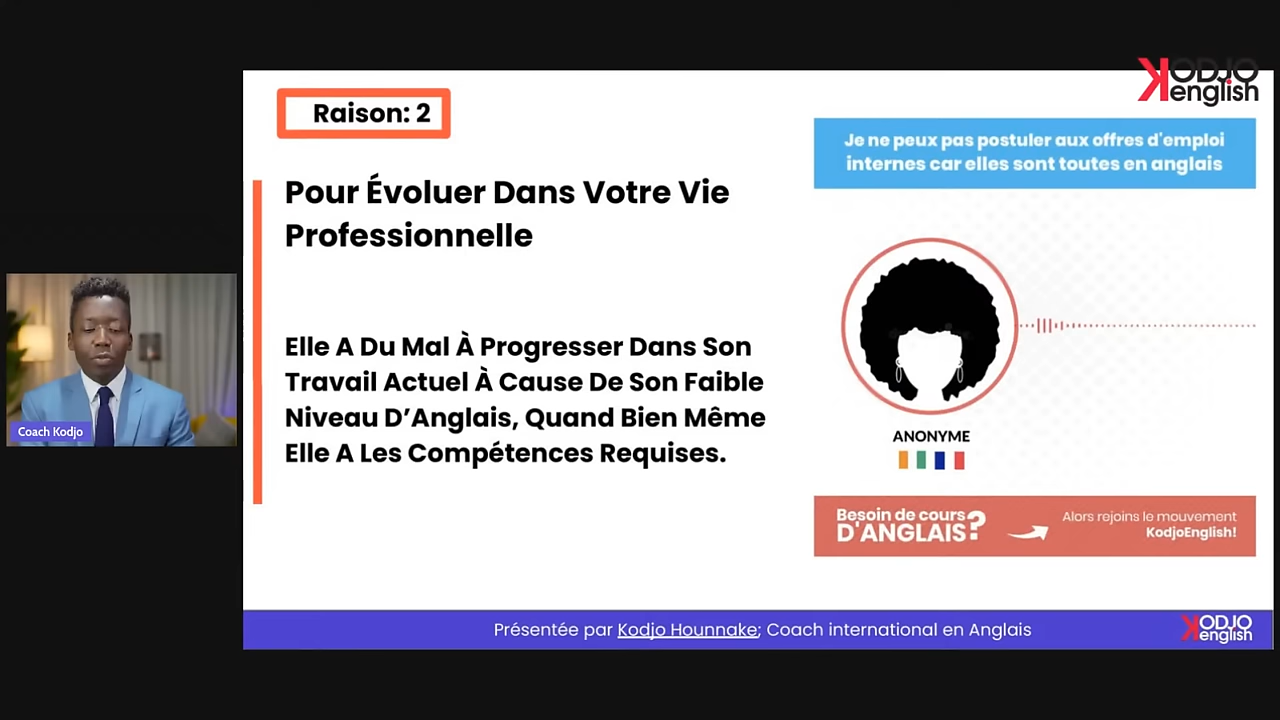 KODJO
english
Raison: 2
Je ne peux pas postuler aux offres d'emploi
internes car elles sont toutes en anglais
Pour Évoluer Dans Votre Vie
Professionnelle
Elle A Du Mal À Progresser Dans Son
Travail Actuel À Cause De Son Faible
Niveau D’Anglais, Quand Bien Même
Elle A Les Compétences Requises.
Coach Kodjo
ANONYME
Besoin de cours
D'ANGLAIS?
Alors rejoins le mouvement
KodjoEnglish!
Présentée par Kodjo Hounnake; Coach international en Anglais
KODJO
english